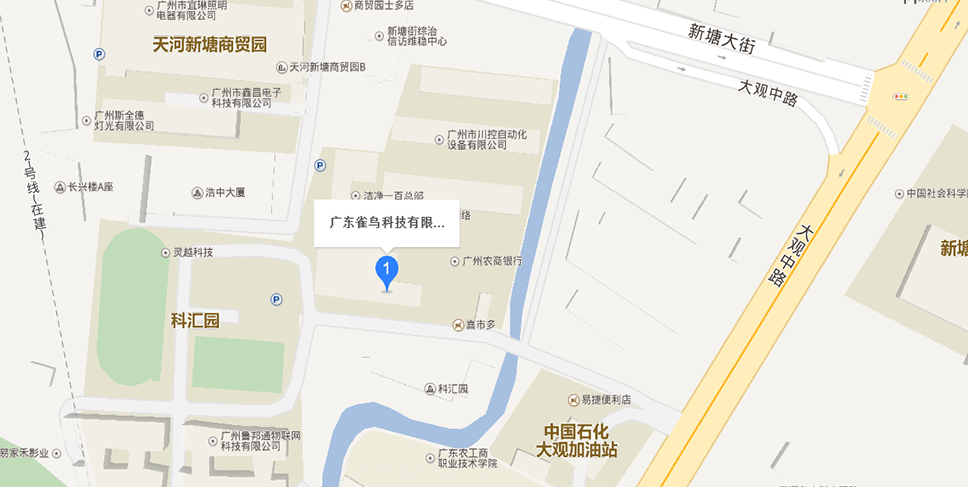 广州市宜琳照明
电器有限公司
商贸园士多店
天河新塘商贸园
新塘街综治
信访维稳中心
新塘大街
天河新塘商贸园B
大观中路
广州市鑫昌电子
科技有限公司
广州斯全德
灯光有限公司
广州市川控自动化
设备有限公司
21号线(在建)
长兴楼A座
浩中大厦
洁净一百总部
中国社会科学院
络
广东雀鸟科技有限...
大观中路
灵越科技
广州农商银行
新塘
1
科汇园
喜市多
科汇园
易捷便利店
中国石化
大观加油站
广州鲁邦通物联网
科技有限公司
易家禾影业
广东农工商
职业技术学院
P
P
P